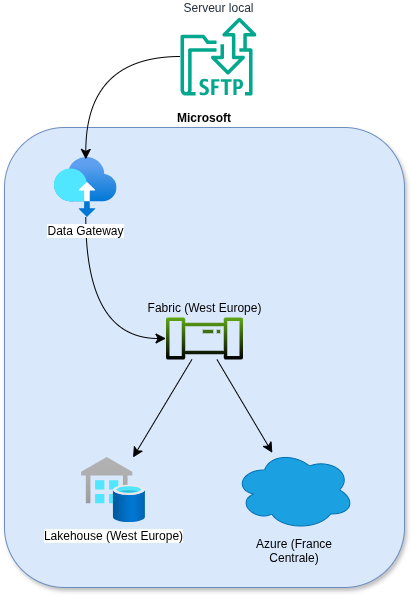 Serveur local
SFTP
Microsoft
Data Gateway
Fabric (West Europe)
Lakehouse (West Europe)
Azure (France
Centrale)